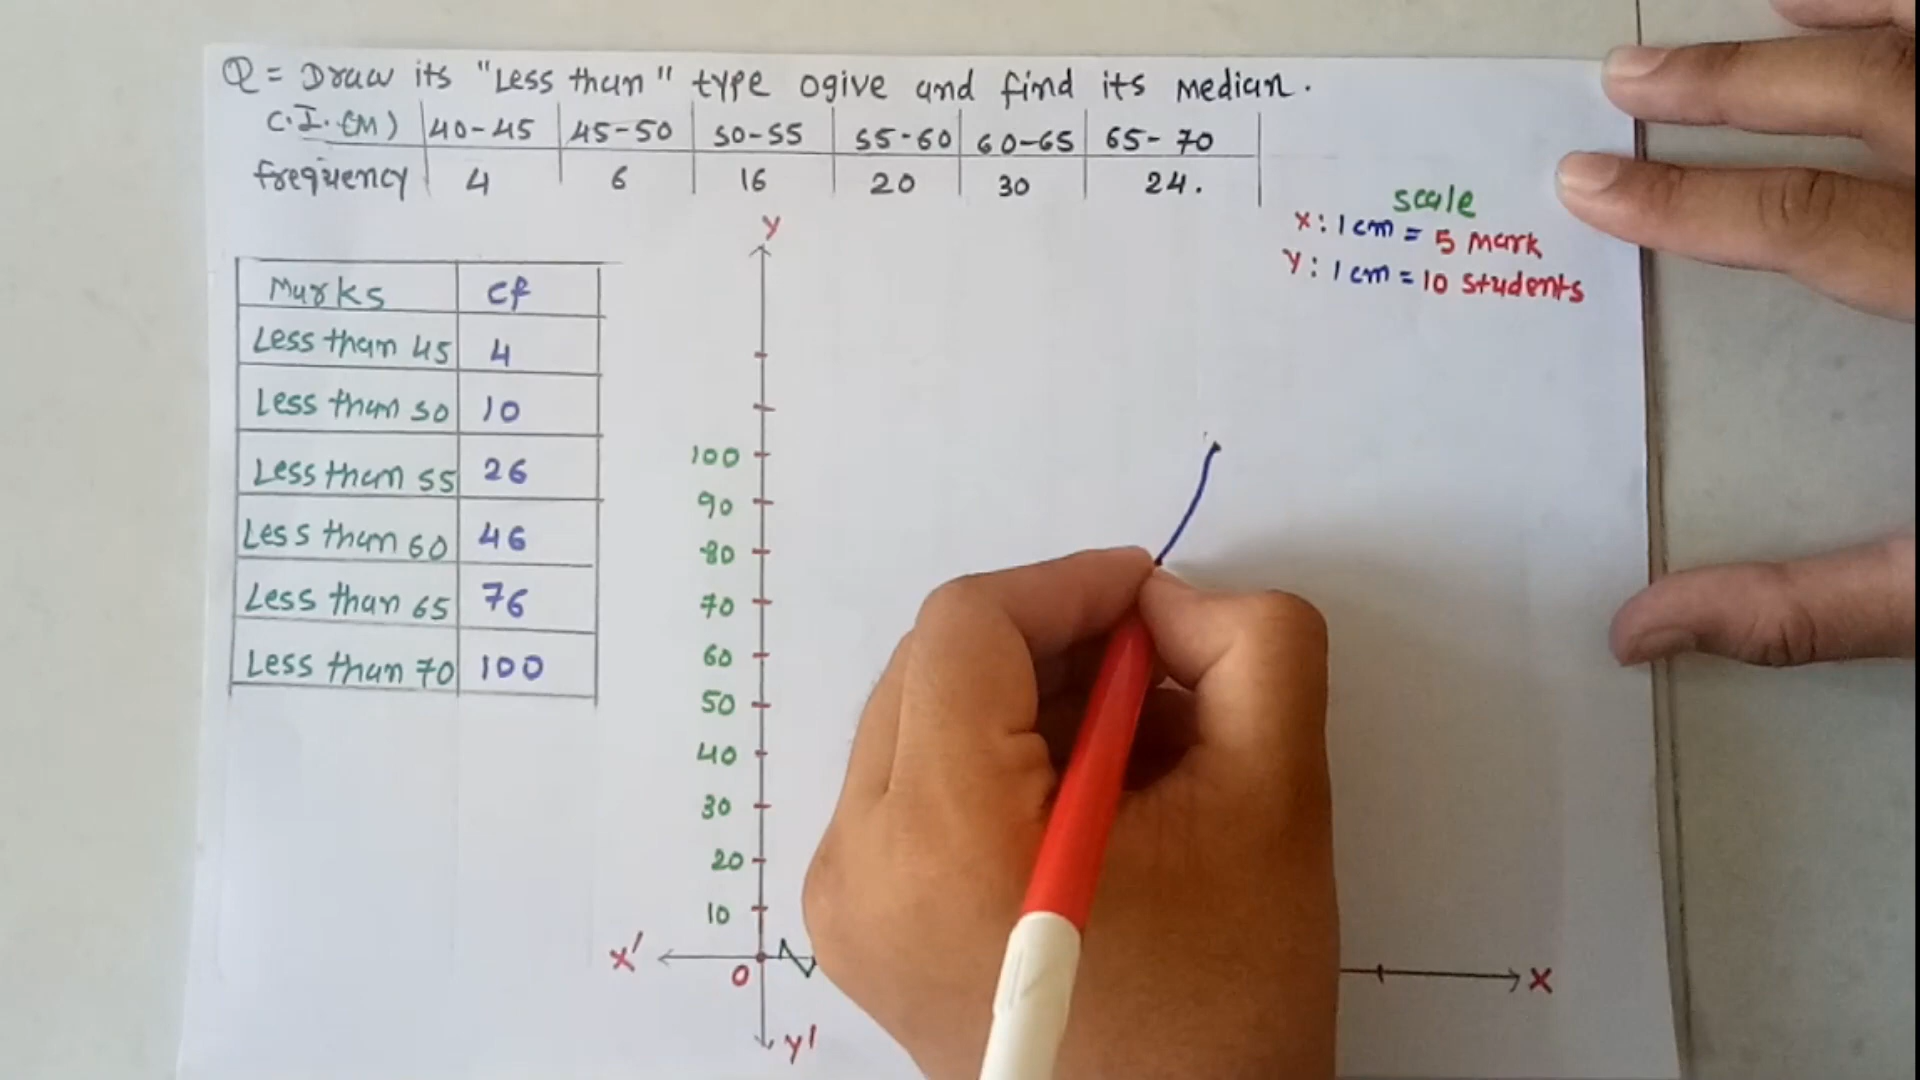 Q = Draw its "Less than" type ogive and find its median.
C.I. (M) 40-45 45-50 50-55 55-60 60-65 65-70
frequency 4 6 16 20 30 24.
scale
X: 1 cm = 5 mark
Y: 1 cm = 10 students
Y
Marks cf
Less than 45 4
Less than 50 10
Less than 55 26
Less than 60 46
Less than 65 76
Less than 70 100
100
90
80
70
60
50
40
30
20
10
X' 0 X
Y'